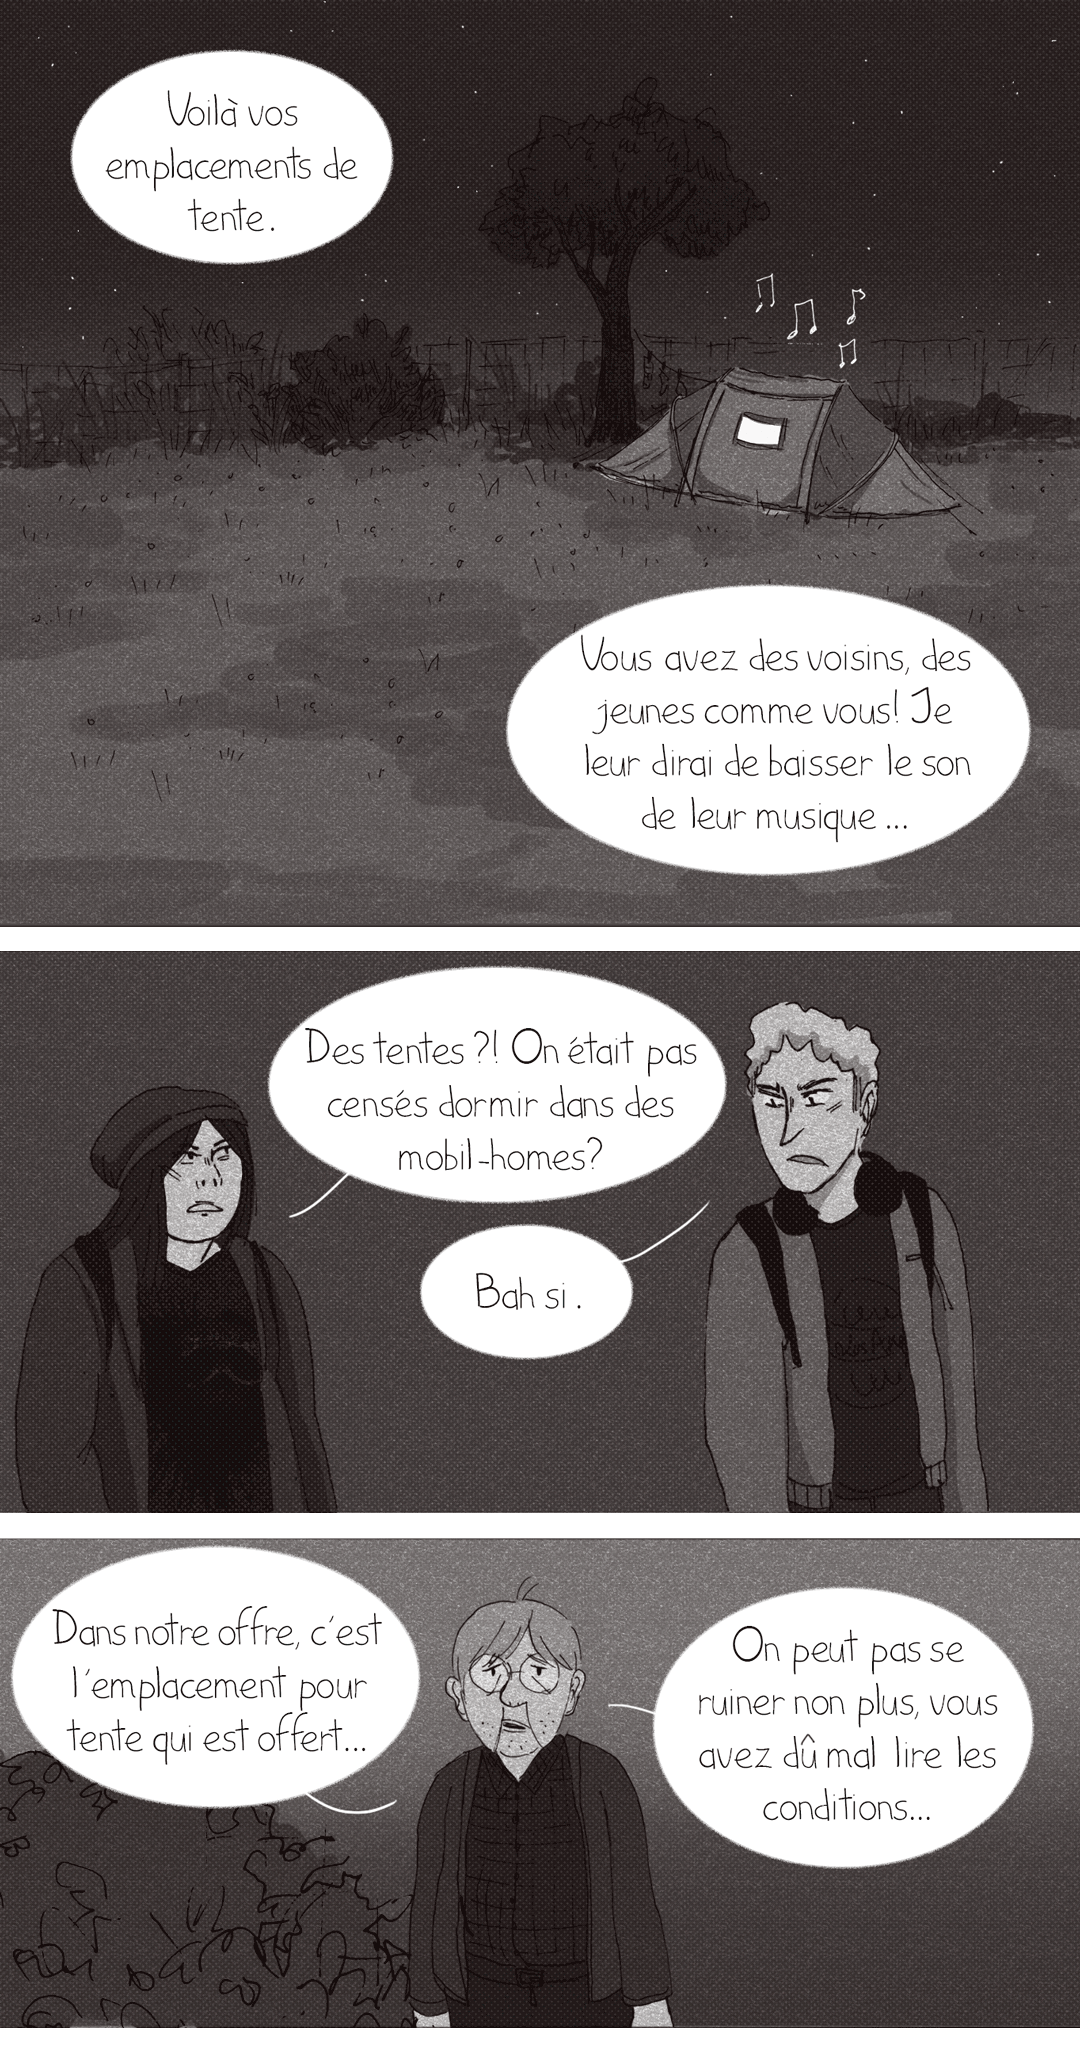 Voilà vos
emplacements de
tente.
Vous avez des voisins, des
jeunes comme vous! Je
leur dirai de baisser le son
de leur musique ...
Des tentes ?! On était pas
censés dormir dans des
mobil-homes?
Bah si.
Dans notre offre, c'est
l'emplacement pour
tente qui est offert...
On peut pas se
ruiner non plus, vous
avez dû mal lire les
conditions...